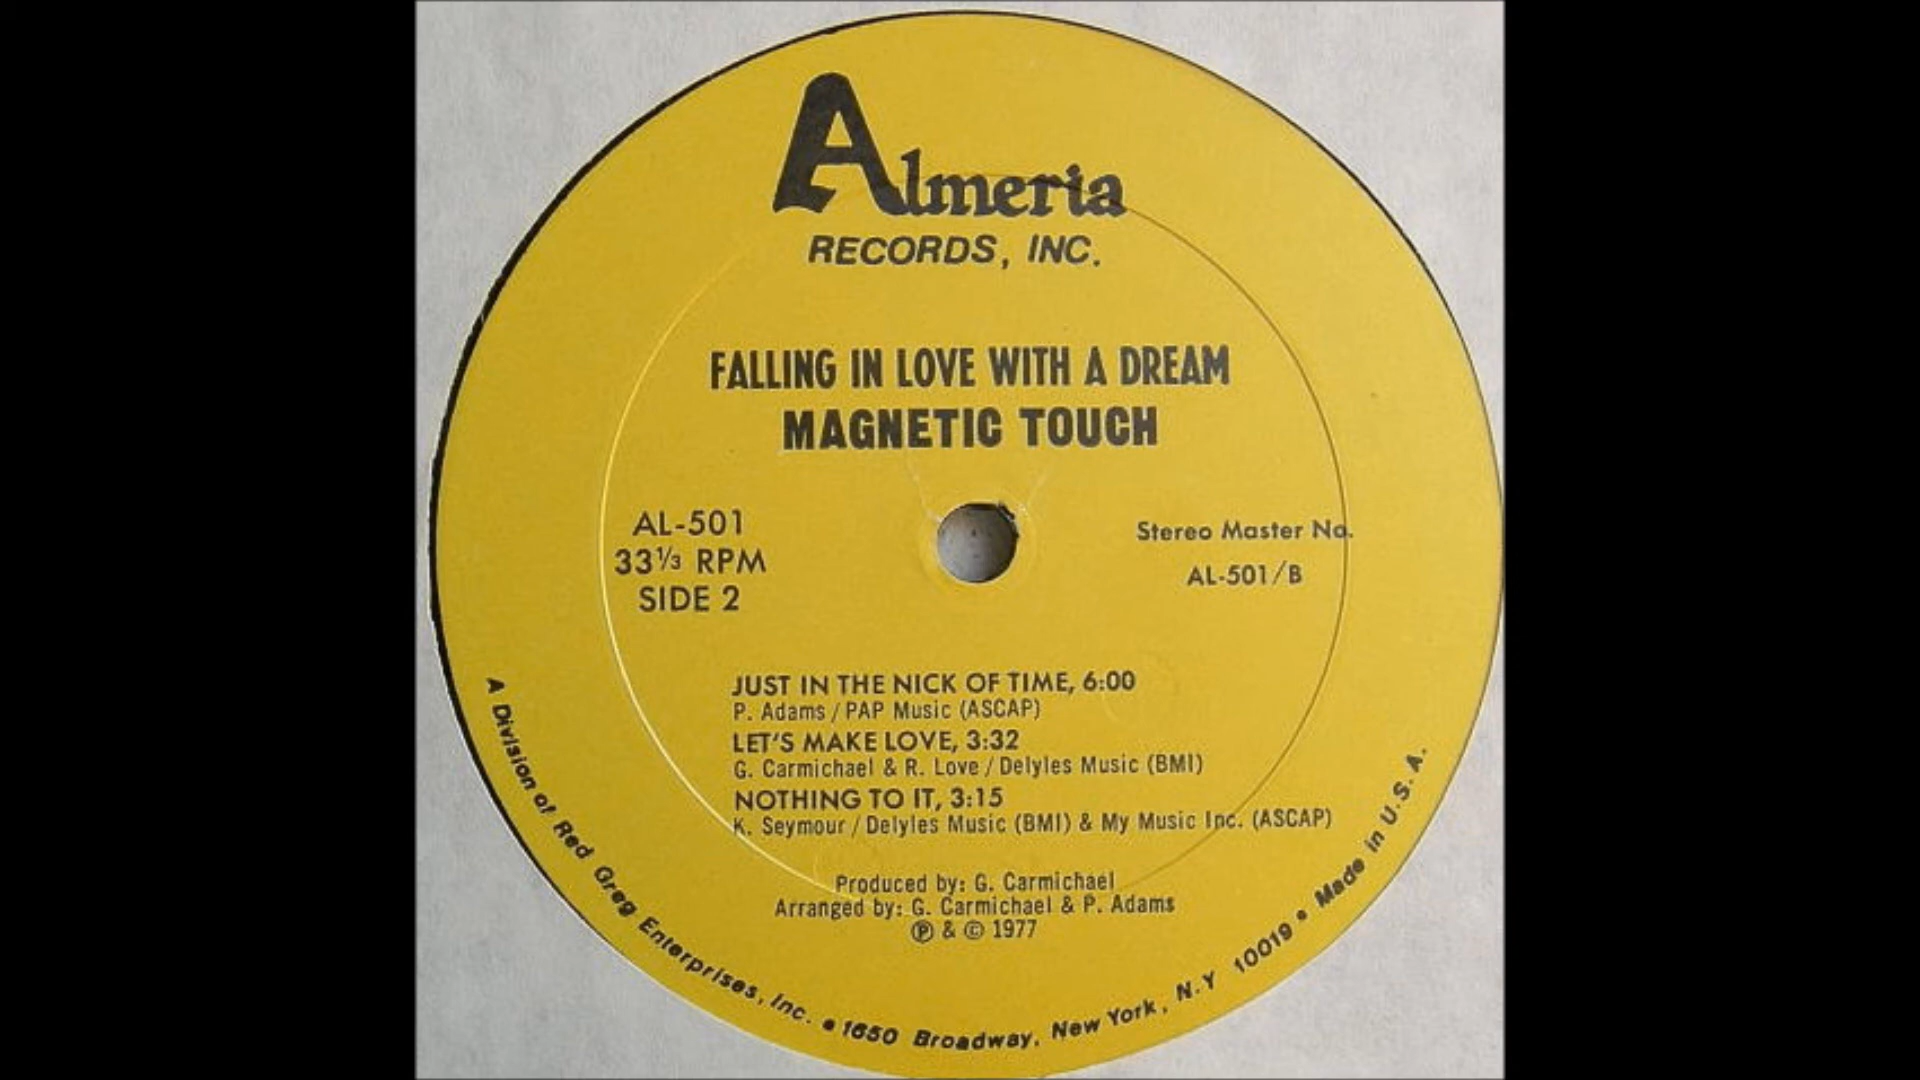 Almeria
RECORDS, INC.
FALLING IN LOVE WITH A DREAM
MAGNETIC TOUCH
AL-501
33⅓ RPM
SIDE 2
Stereo Master No.
AL-501/B
JUST IN THE NICK OF TIME, 6:00
P. Adams / PAP Music (ASCAP)
LET'S MAKE LOVE, 3:32
G. Carmichael & R. Love / Delyles Music (BMI)
NOTHING TO IT, 3:15
K. Seymour / Delyles Music (BMI) & My Music Inc. (ASCAP)
Produced by: G. Carmichael
Arranged by: G. Carmichael & P. Adams
℗ & © 1977
A Division of Red Greg Enterprises, Inc. • 1650 Broadway, New York, N.Y 10019 • Made in U.S.A.